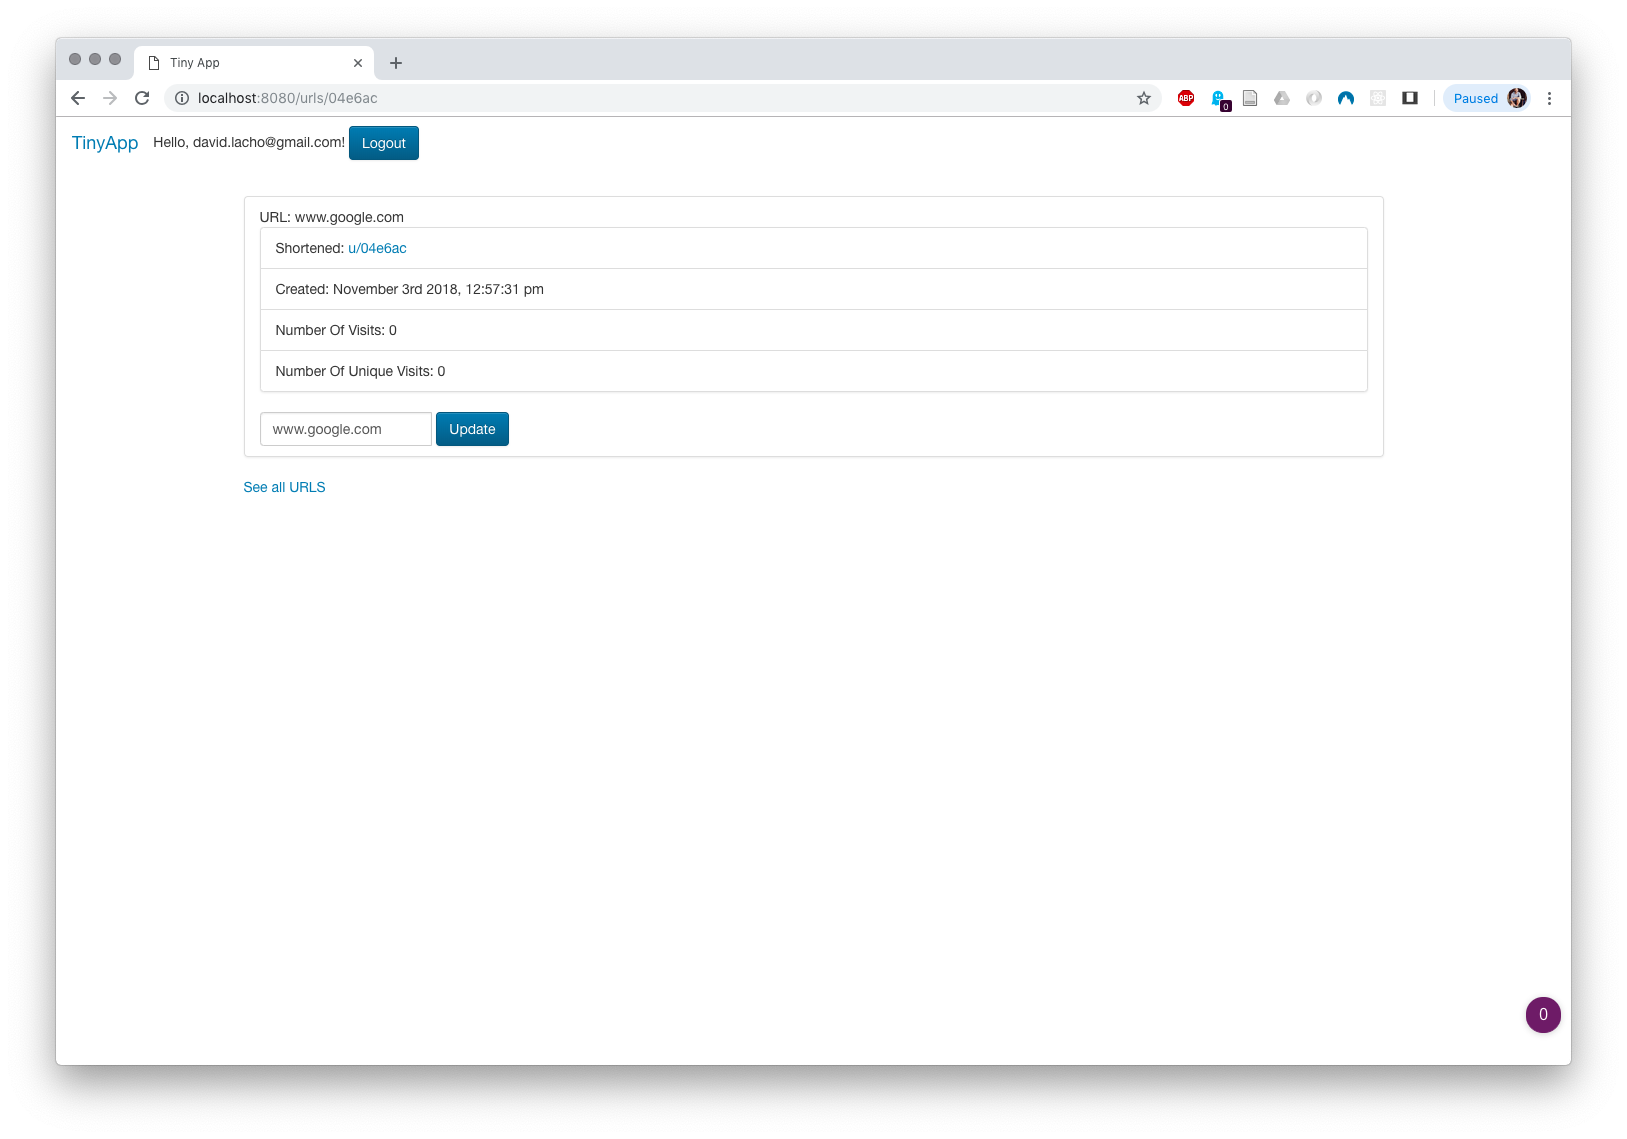 Tiny App
localhost:8080/urls/04e6ac
ABP
0
Paused
TinyApp Hello, david.lacho@gmail.com! Logout
URL: www.google.com
Shortened: u/04e6ac
Created: November 3rd 2018, 12:57:31 pm
Number Of Visits: 0
Number Of Unique Visits: 0
www.google.com Update
See all URLS
0